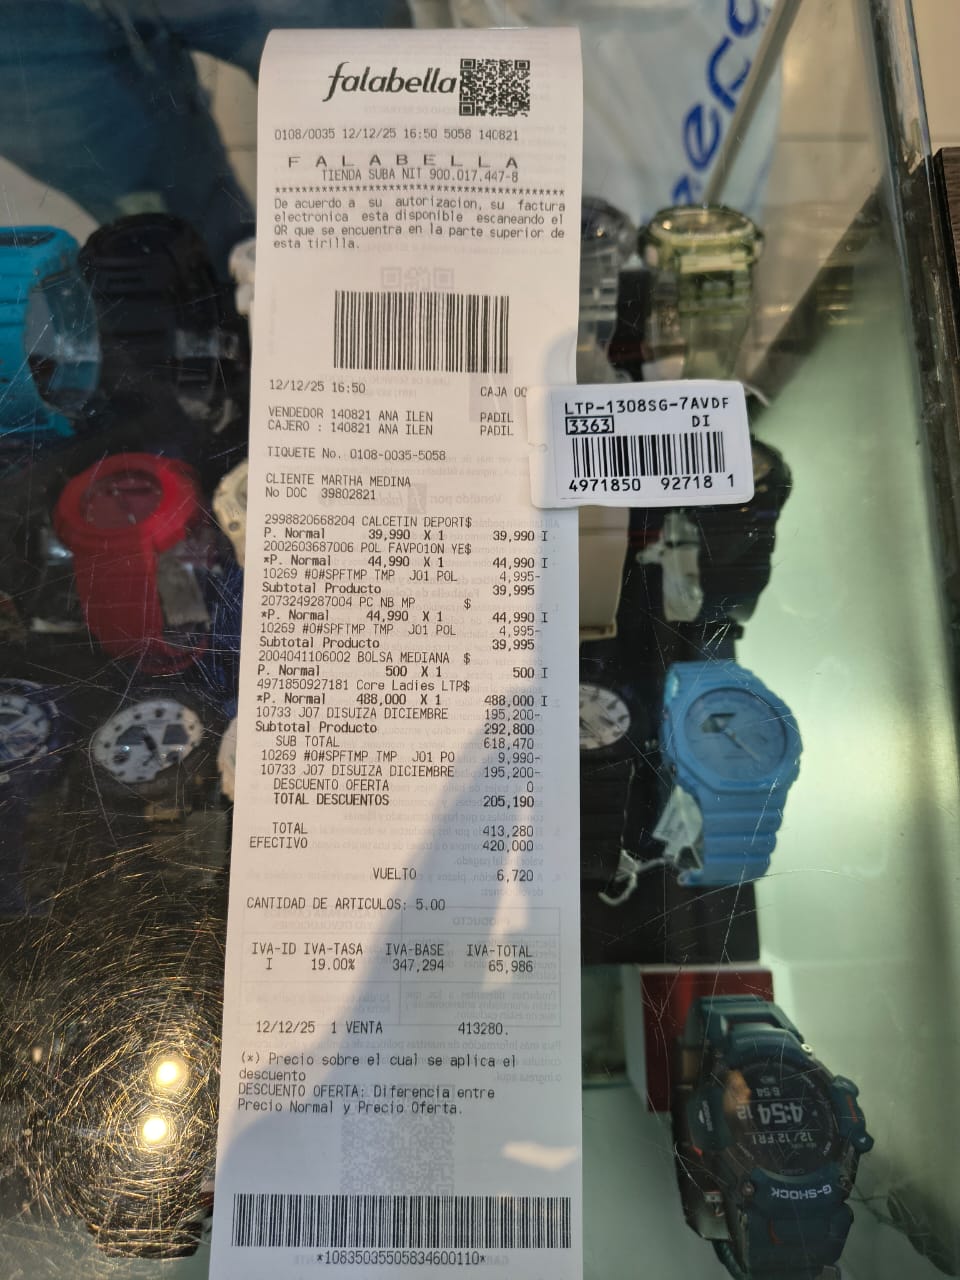 falabella
0108/0035 12/12/25 16:50 5058 140821
F A L A B E L L A
TIENDA SUBA NIT 900.017.447-8
****************************************
De acuerdo a su autorizacion, su factura
electronica esta disponible escaneando el
QR que se encuentra en la parte superior de
esta tirilla.
12/12/25 16:50 CAJA 00
VENDEDOR 140821 ANA ILEN PADIL
CAJERO : 140821 ANA ILEN PADIL
TIQUETE No. 0108-0035-5058
CLIENTE MARTHA MEDINA
No DOC 39802821
2998820668204 CALCETIN DEPORT$
P. Normal 39,990 X 1 39,990 I
2002603687006 POL FAVP01ON YE$
*P. Normal 44,990 X 1 44,990 I
10269 #O#SPFTMP TMP J01 POL 4,995-
Subtotal Producto 39,995
2073249287004 PC NB MP $
*P. Normal 44,990 X 1 44,990 I
10269 #O#SPFTMP TMP J01 POL 4,995-
Subtotal Producto 39,995
2004041106002 BOLSA MEDIANA $
P. Normal 500 X 1 500 I
4971850927181 Core Ladies LTP$
*P. Normal 488,000 X 1 488,000 I
10733 J07 DISUIZA DICIEMBRE 195,200-
Subtotal Producto 292,800
SUB TOTAL 618,470
10269 #O#SPFTMP TMP J01 PO 9,990-
10733 J07 DISUIZA DICIEMBRE 195,200-
DESCUENTO OFERTA 0
TOTAL DESCUENTOS 205,190
TOTAL 413,280
EFECTIVO 420,000
VUELTO 6,720
CANTIDAD DE ARTICULOS: 5.00
IVA-ID IVA-TASA IVA-BASE IVA-TOTAL
I 19.00% 347,294 65,986
12/12/25 1 VENTA 413280.
(*) Precio sobre el cual se aplica el
descuento
DESCUENTO OFERTA: Diferencia entre
Precio Normal y Precio Oferta.
*10835035505834600110*
LTP-1308SG-7AVDF
3363 DI
4971850 92718 1
4:54 12
6:54
12/12 FRI
G-SHOCK